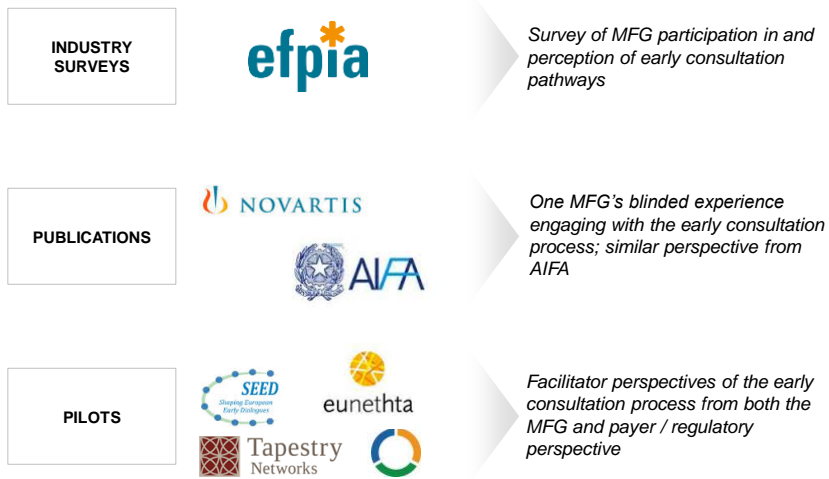 INDUSTRY
SURVEYS
efpia
Survey of MFG participation in and
perception of early consultation
pathways
PUBLICATIONS
NOVARTIS
AIFA
One MFG's blinded experience
engaging with the early consultation
process; similar perspective from
AIFA
PILOTS
SEED
Shaping European
Early Dialogues
eunethta
Tapestry
Networks
Facilitator perspectives of the early
consultation process from both the
MFG and payer / regulatory
perspective